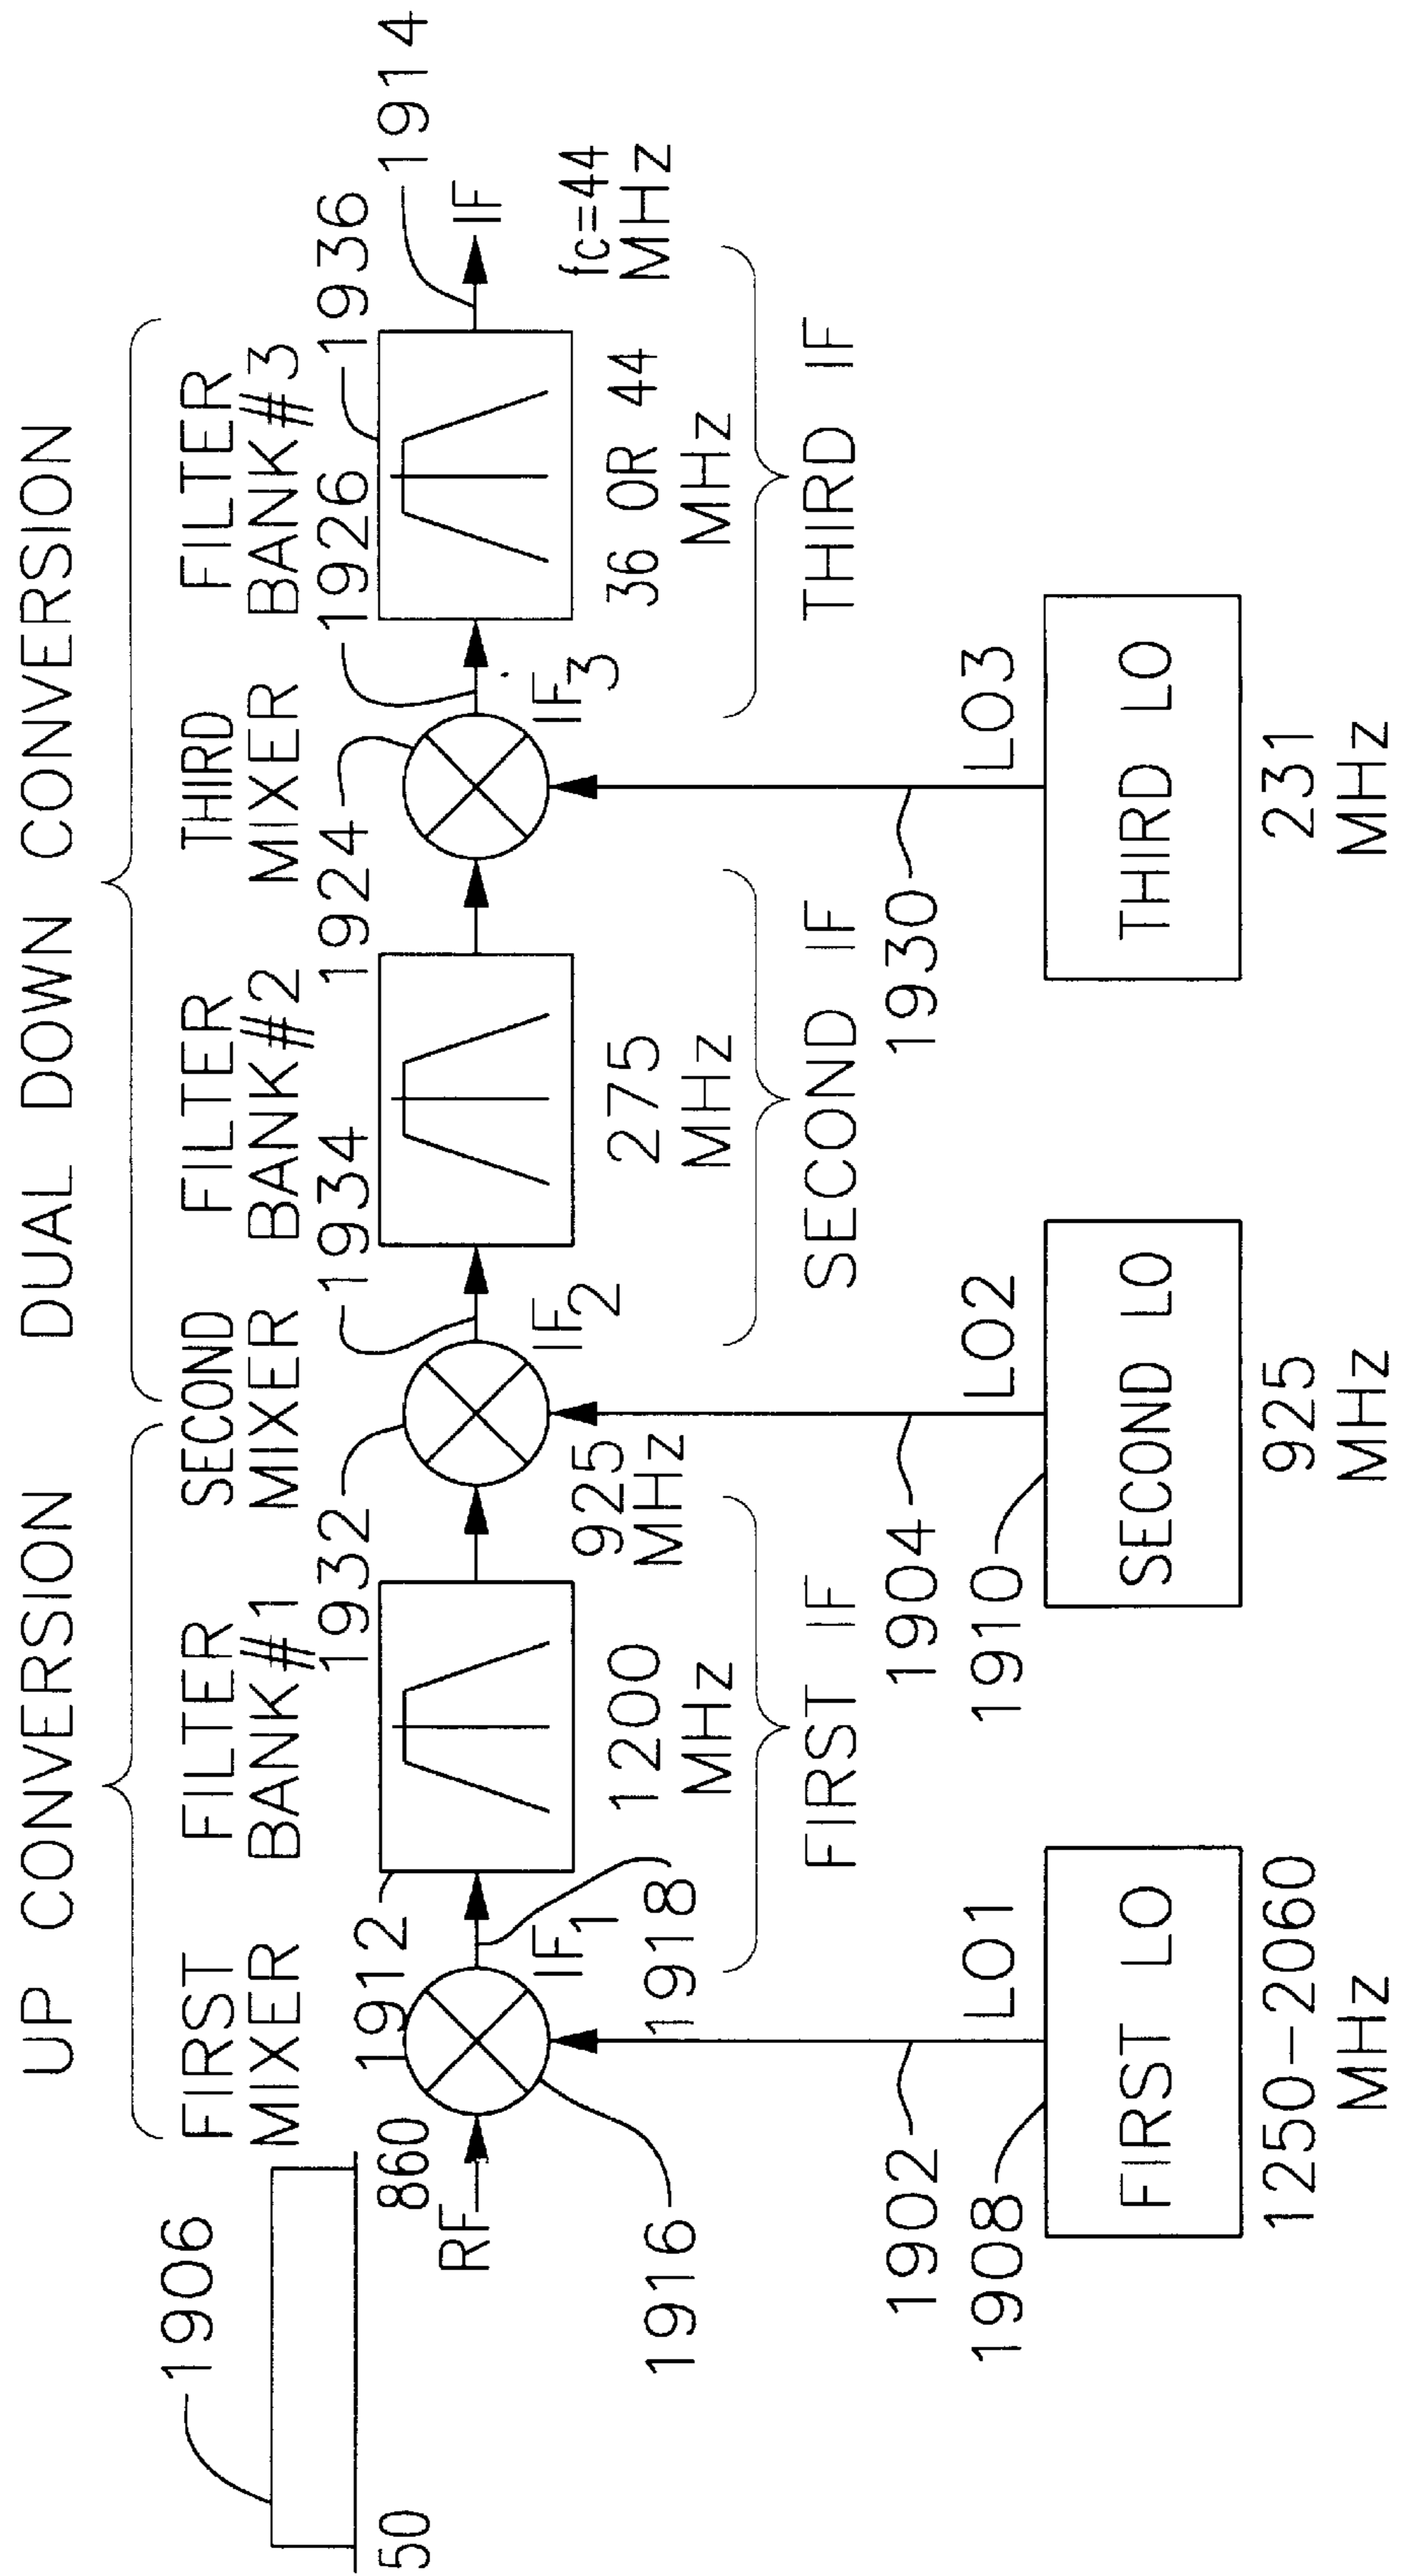 UP CONVERSION
DUAL DOWN CONVERSION
FIRST
MIXER
FILTER
BANK#1
SECOND
MIXER
FILTER
BANK#2
THIRD
MIXER
FILTER
BANK#3
1906
50
860
RF
1912
1932
1934
1924
1926
1936
1914
IF
IF1
IF2
IF3
1916
1918
1200
MHz
925
MHz
275
MHz
36 OR 44
MHz
fc=44
MHz
FIRST IF
SECOND IF
THIRD IF
1902
1904
1930
1908
LO1
1910
LO2
LO3
FIRST LO
SECOND LO
THIRD LO
1250-2060
MHz
925
MHz
231
MHz